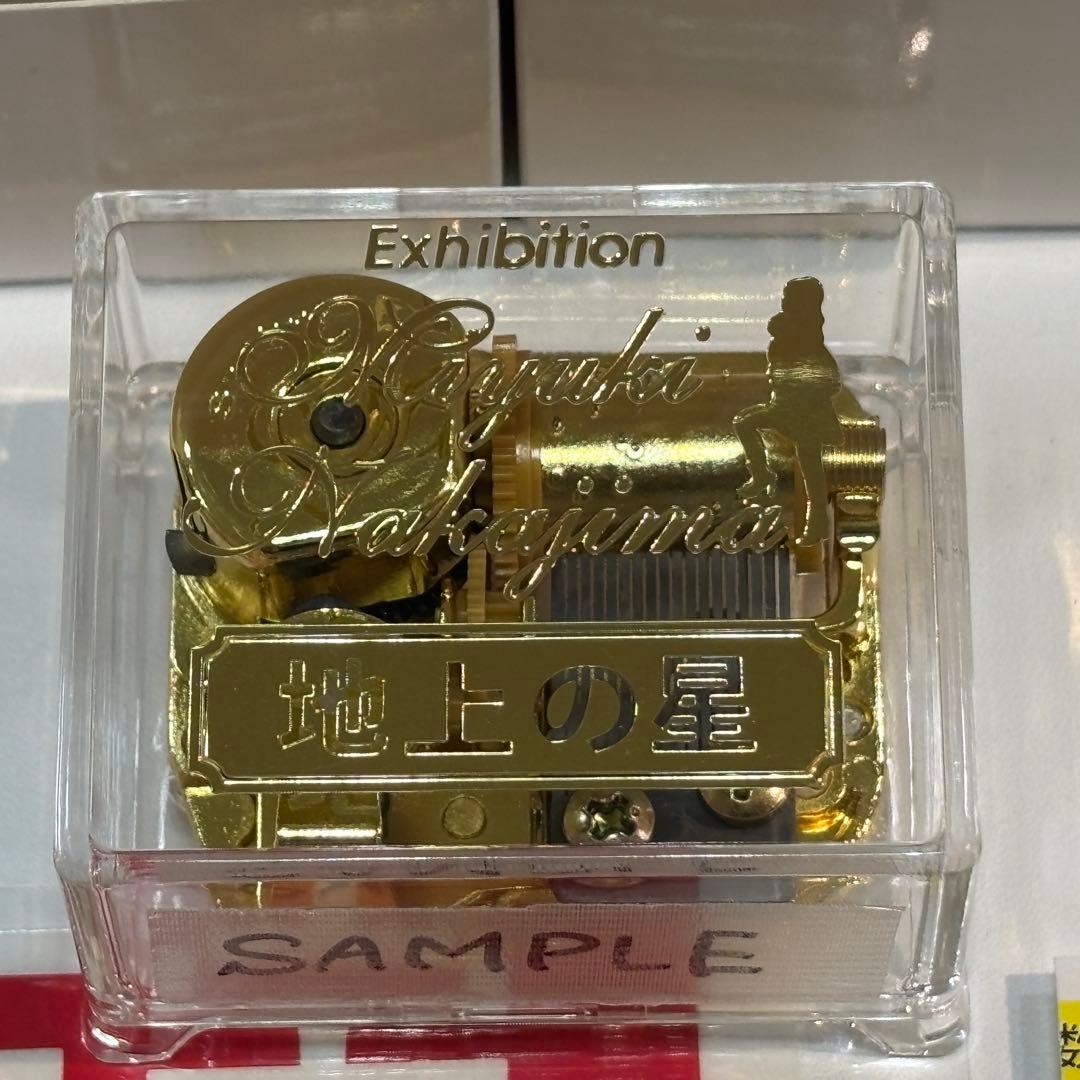 Exhibition
Miyuki
Nakajima
地上の星
SAMPLE